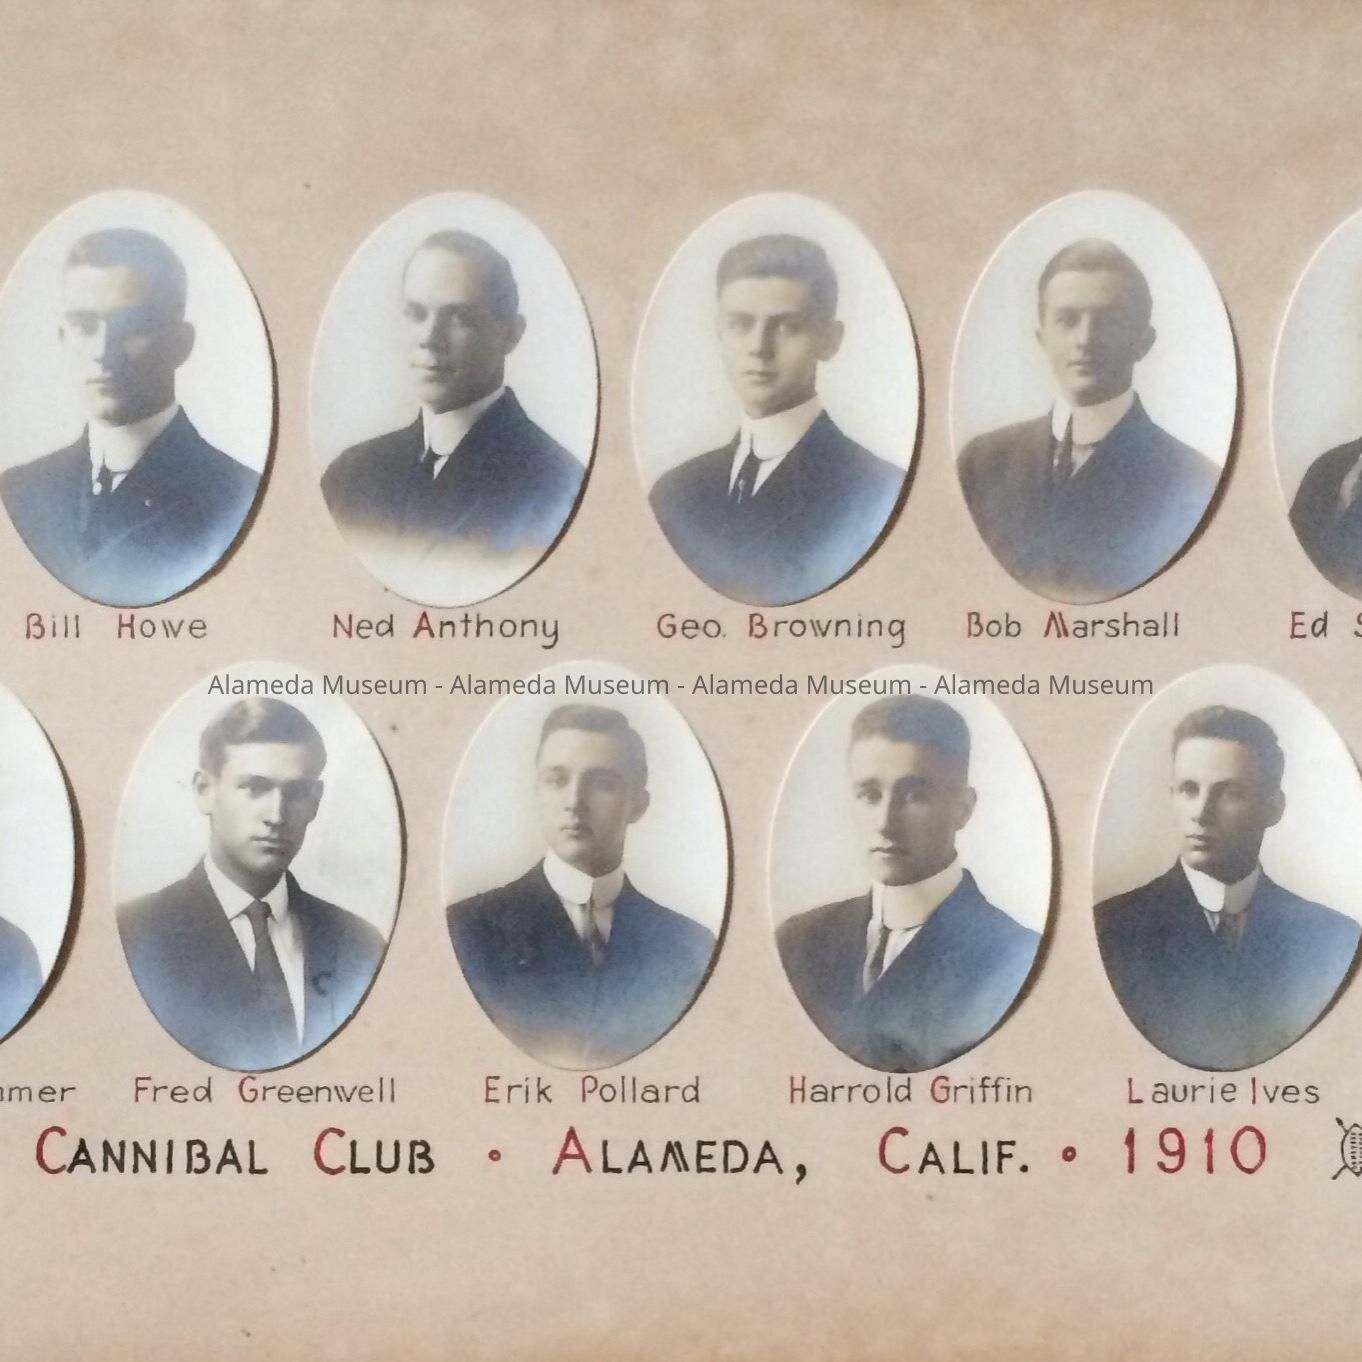 Bill Howe
Ned Anthony
Geo. Browning
Bob Marshall
Ed
Alameda Museum - Alameda Museum - Alameda Museum - Alameda Museum
Fred Greenwell
Erik Pollard
Harrold Griffin
Laurie Ives
CANNIBAL CLUB • ALAMEDA, CALIF. • 1910